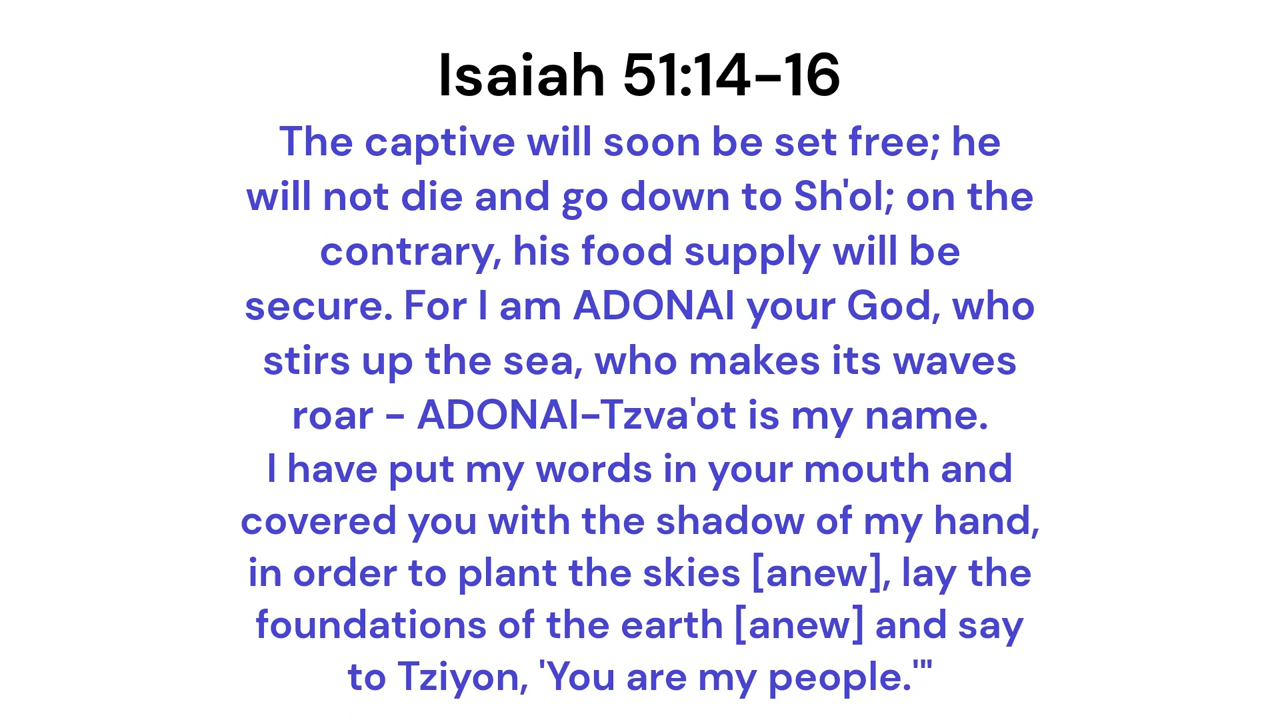 Isaiah 51:14-16
The captive will soon be set free; he
will not die and go down to Sh'ol; on the
contrary, his food supply will be
secure. For I am ADONAI your God, who
stirs up the sea, who makes its waves
roar - ADONAI-Tzva'ot is my name.
I have put my words in your mouth and
covered you with the shadow of my hand,
in order to plant the skies [anew], lay the
foundations of the earth [anew] and say
to Tziyon, 'You are my people.'"